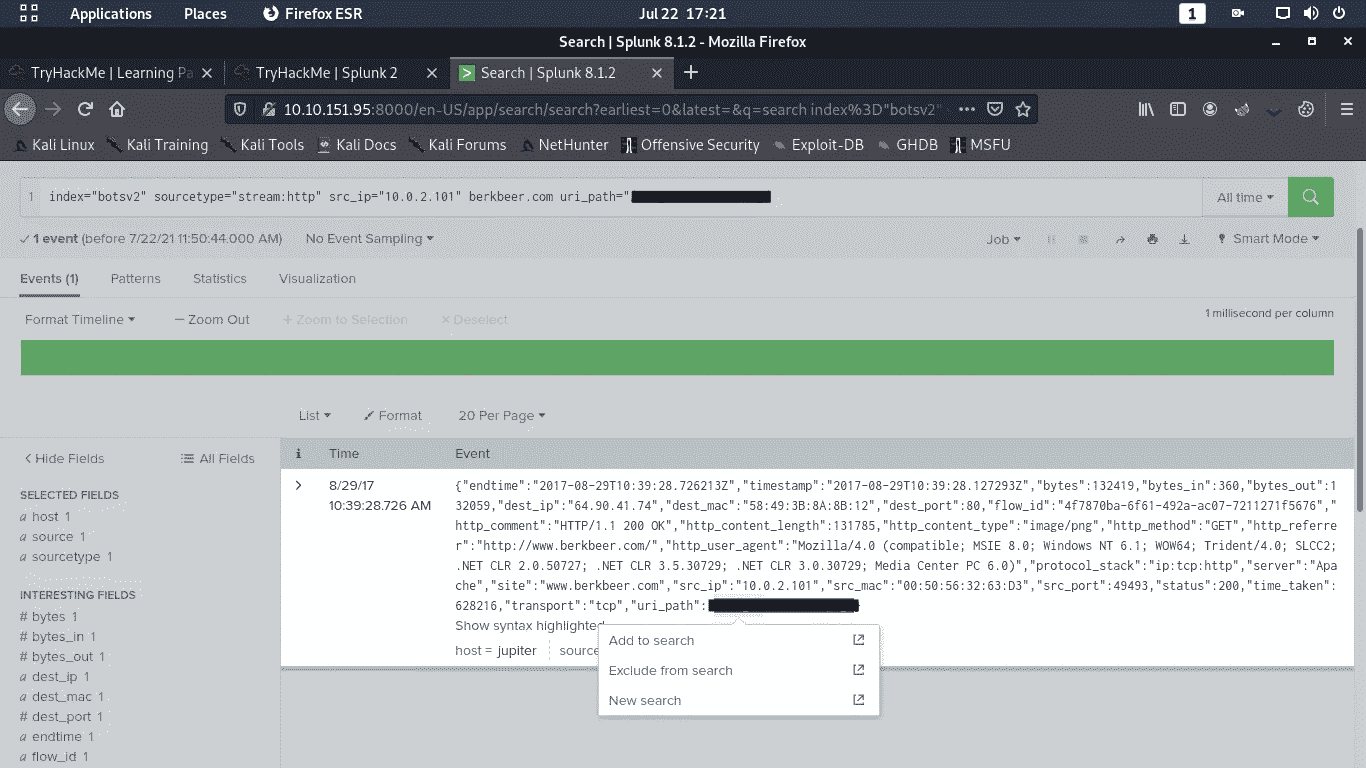 Applications Places Firefox ESR Jul 22 17:21 1
Search | Splunk 8.1.2 - Mozilla Firefox
TryHackMe | Learning Pa TryHackMe | Splunk 2 Search | Splunk 8.1.2
10.10.151.95:8000/en-US/app/search/search?earliest=0&latest=&q=search index%3D"botsv2"
Kali Linux Kali Training Kali Tools Kali Docs Kali Forums NetHunter Offensive Security Exploit-DB GHDB MSFU
1 index="botsv2" sourcetype="stream:http" src_ip="10.0.2.101" berkbeer.com uri_path=" All time
1 event (before 7/22/21 11:50:44.000 AM) No Event Sampling Job Smart Mode
Events (1) Patterns Statistics Visualization
Format Timeline — Zoom Out + Zoom to Selection × Deselect 1 millisecond per column
List Format 20 Per Page
< Hide Fields All Fields i Time Event
SELECTED FIELDS
a host 1
a source 1
a sourcetype 1
INTERESTING FIELDS
# bytes 1
# bytes_in 1
# bytes_out 1
a dest_ip 1
a dest_mac 1
# dest_port 1
a endtime 1
a flow_id 1
8/29/17
10:39:28.726 AM
{"endtime":"2017-08-29T10:39:28.726213Z","timestamp":"2017-08-29T10:39:28.127293Z","bytes":132419,"bytes_in":360,"bytes_out":1
32059,"dest_ip":"64.90.41.74","dest_mac":"58:49:3B:8A:8B:12","dest_port":80,"flow_id":"4f7870ba-6f61-492a-ac07-7211271f5676","
http_comment":"HTTP/1.1 200 OK","http_content_length":131785,"http_content_type":"image/png","http_method":"GET","http_referre
r":"http://www.berkbeer.com/","http_user_agent":"Mozilla/4.0 (compatible; MSIE 8.0; Windows NT 6.1; WOW64; Trident/4.0; SLCC2;
.NET CLR 2.0.50727; .NET CLR 3.5.30729; .NET CLR 3.0.30729; Media Center PC 6.0)","protocol_stack":"ip:tcp:http","server":"Apa
che","site":"www.berkbeer.com","src_ip":"10.0.2.101","src_mac":"00:50:56:32:63:D3","src_port":49493,"status":200,"time_taken":
628216,"transport":"tcp","uri_path":
Show syntax highlighted
host = jupiter source
Add to search
Exclude from search
New search